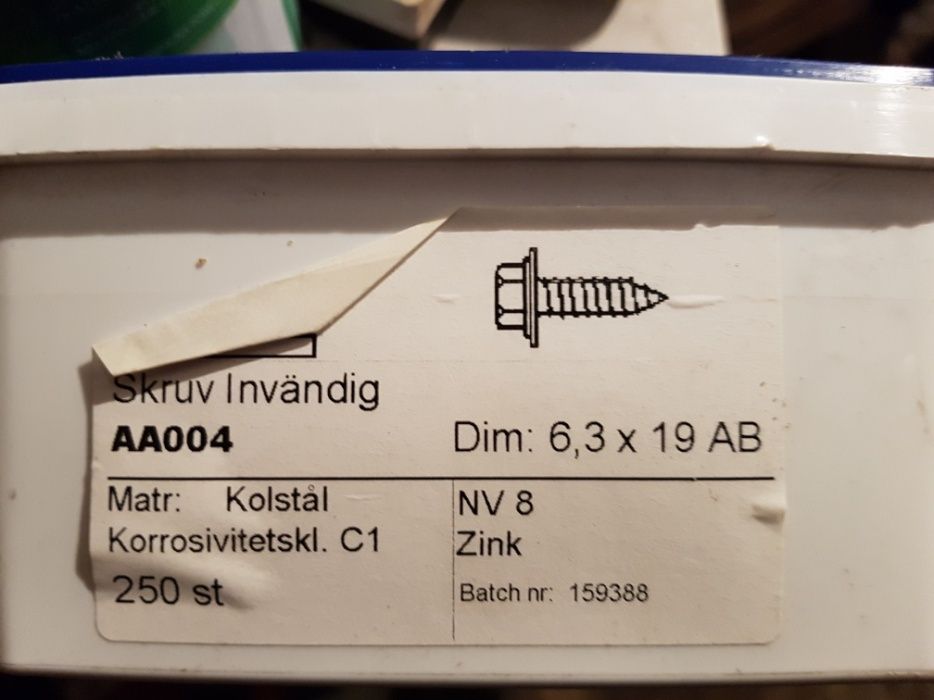 Skruv Invändig
AA004 Dim: 6,3 x 19 AB
Matr: Kolstål NV 8
Korrosivitetskl. C1 Zink
250 st Batch nr: 159388